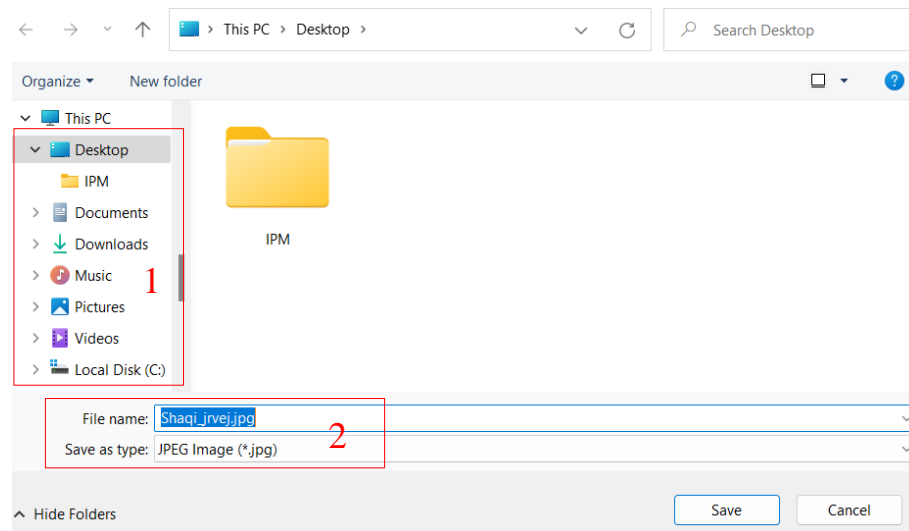 This PC > Desktop >
Search Desktop
Organize
New folder
This PC
Desktop
IPM
Documents
Downloads
Music
Pictures
Videos
Local Disk (C:)
1
IPM
File name: Shaqi_jrvej.jpg
Save as type: JPEG Image (*.jpg)
2
Hide Folders
Save
Cancel